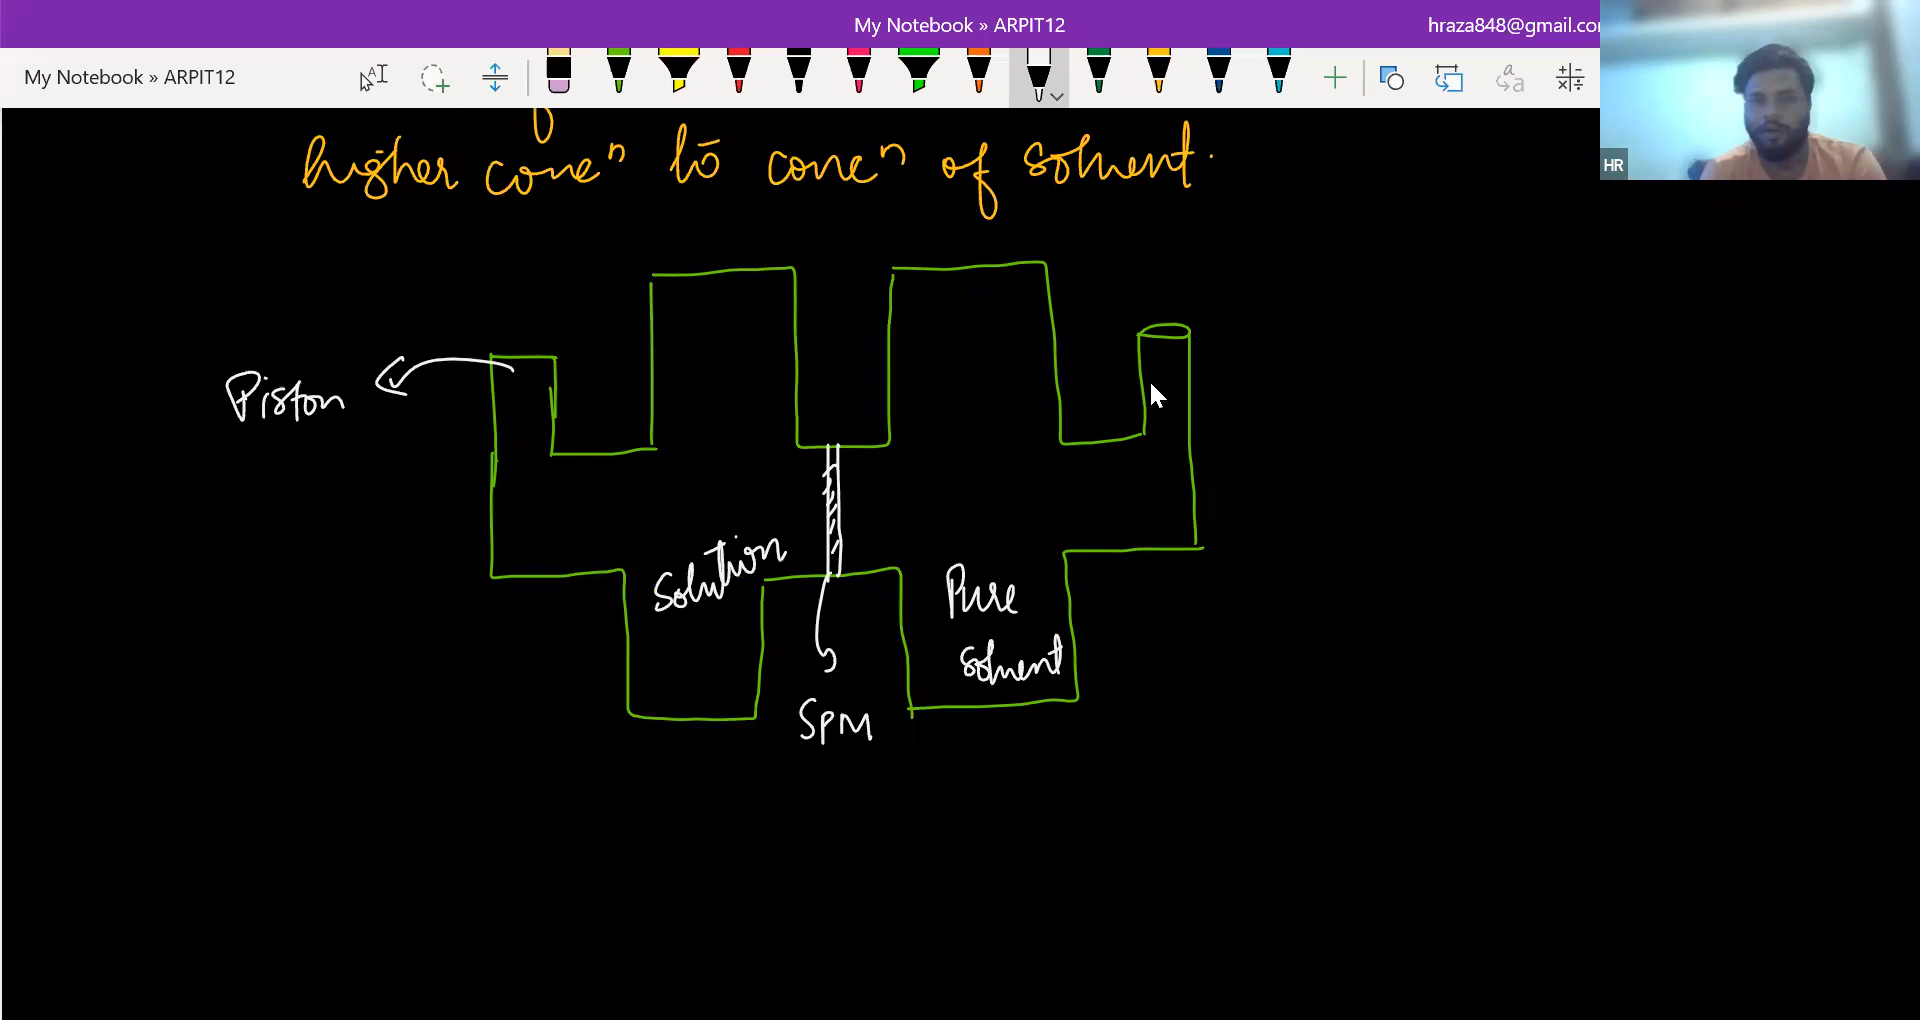 My Notebook » ARPIT12
hraza848@gmail.co
My Notebook » ARPIT12
HR
higher concⁿ to concⁿ of solvent.
Piston
Solution
Pure
solvent
SPM